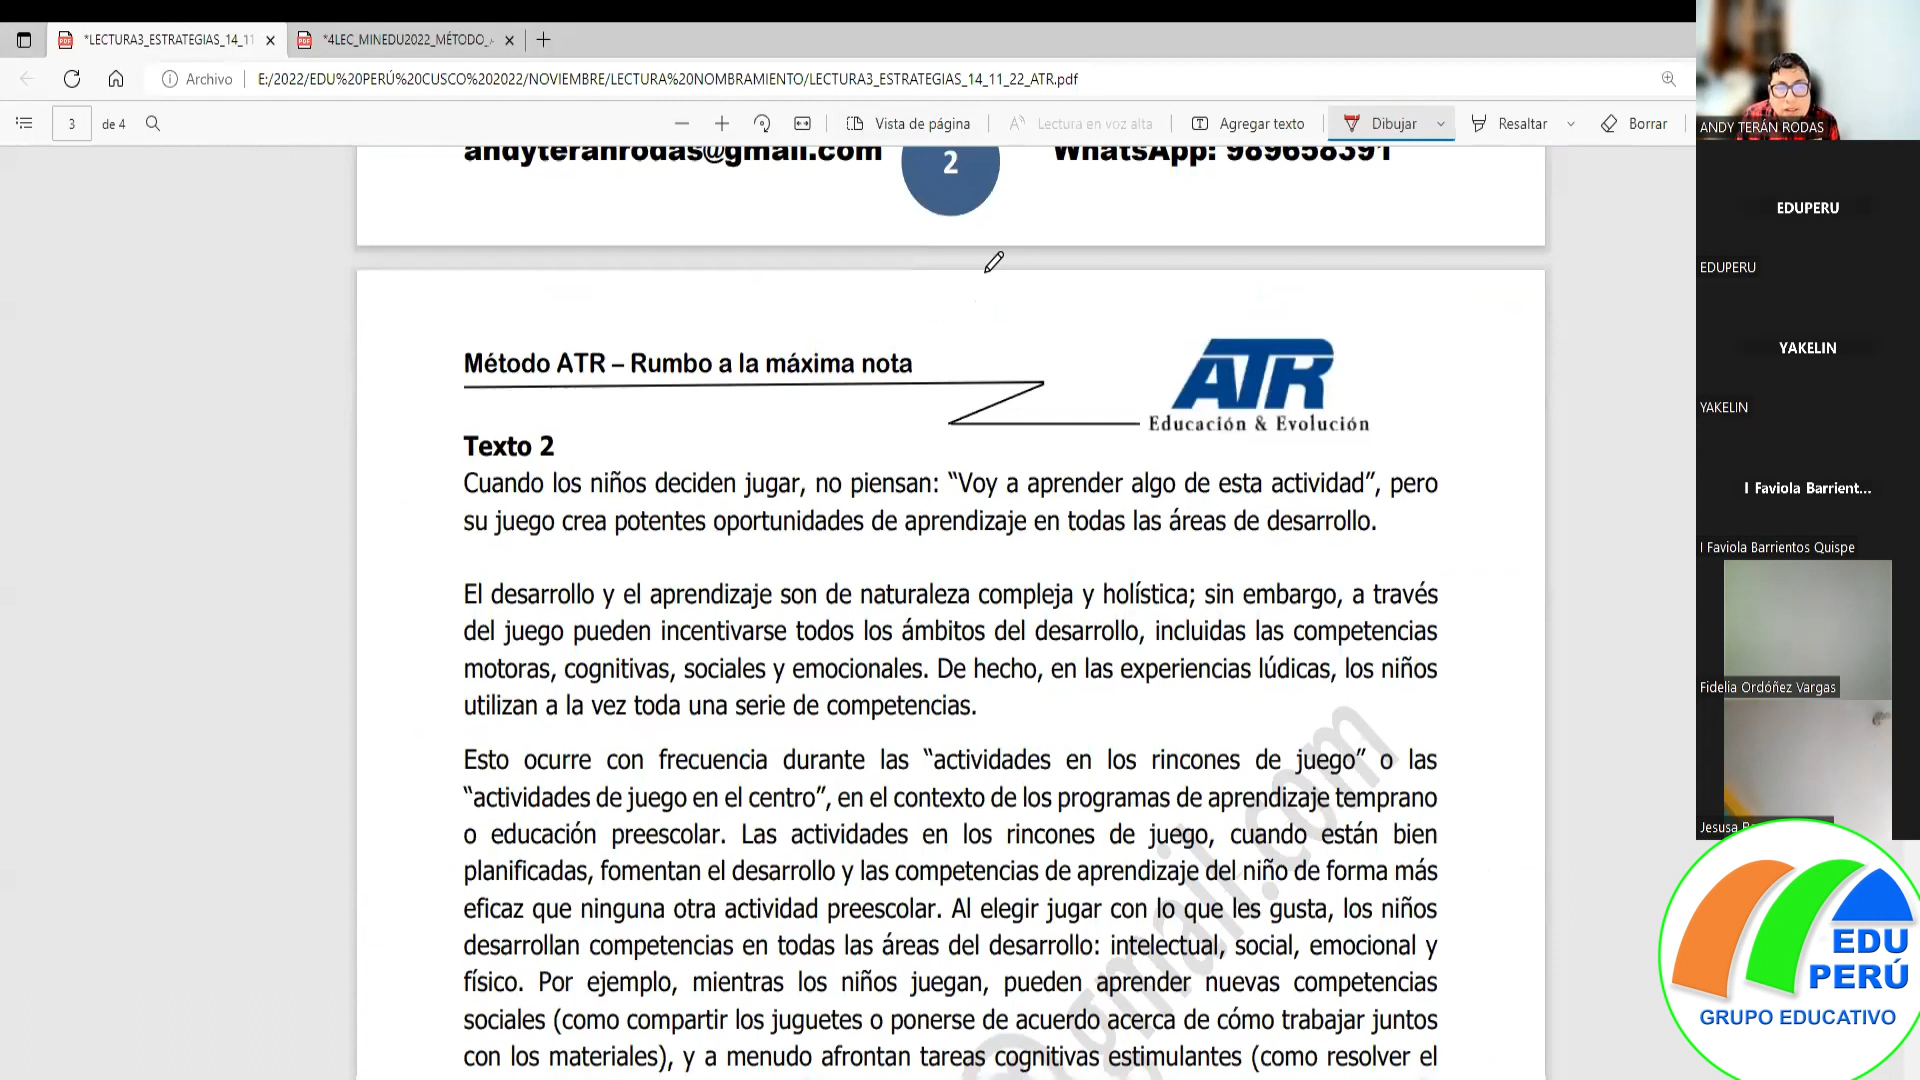 *LECTURA3_ESTRATEGIAS_14_11
*4LEC_MINEDU2022_MÉTODO_
Archivo
E:/2022/EDU%20PERÚ%20CUSCO%202022/NOVIEMBRE/LECTURA%20NOMBRAMIENTO/LECTURA3_ESTRATEGIAS_14_11_22_ATR.pdf
3 de 4
Vista de página
Lectura en voz alta
Agregar texto
Dibujar
Resaltar
Borrar
andyteranrodas@gmail.com 2 WhatsApp: 989658391
Método ATR – Rumbo a la máxima nota
ATR
Educación & Evolución
Texto 2
Cuando los niños deciden jugar, no piensan: “Voy a aprender algo de esta actividad”, pero
su juego crea potentes oportunidades de aprendizaje en todas las áreas de desarrollo.
El desarrollo y el aprendizaje son de naturaleza compleja y holística; sin embargo, a través
del juego pueden incentivarse todos los ámbitos del desarrollo, incluidas las competencias
motoras, cognitivas, sociales y emocionales. De hecho, en las experiencias lúdicas, los niños
utilizan a la vez toda una serie de competencias.
Esto ocurre con frecuencia durante las “actividades en los rincones de juego” o las
“actividades de juego en el centro”, en el contexto de los programas de aprendizaje temprano
o educación preescolar. Las actividades en los rincones de juego, cuando están bien
planificadas, fomentan el desarrollo y las competencias de aprendizaje del niño de forma más
eficaz que ninguna otra actividad preescolar. Al elegir jugar con lo que les gusta, los niños
desarrollan competencias en todas las áreas del desarrollo: intelectual, social, emocional y
físico. Por ejemplo, mientras los niños juegan, pueden aprender nuevas competencias
sociales (como compartir los juguetes o ponerse de acuerdo acerca de cómo trabajar juntos
con los materiales), y a menudo afrontan tareas cognitivas estimulantes (como resolver el
@gmail.com
ANDY TERÁN RODAS
EDUPERU
EDUPERU
YAKELIN
YAKELIN
I Faviola Barrient...
I Faviola Barrientos Quispe
Fidelia Ordóñez Vargas
Jesusa
EDU
PERÚ
GRUPO EDUCATIVO